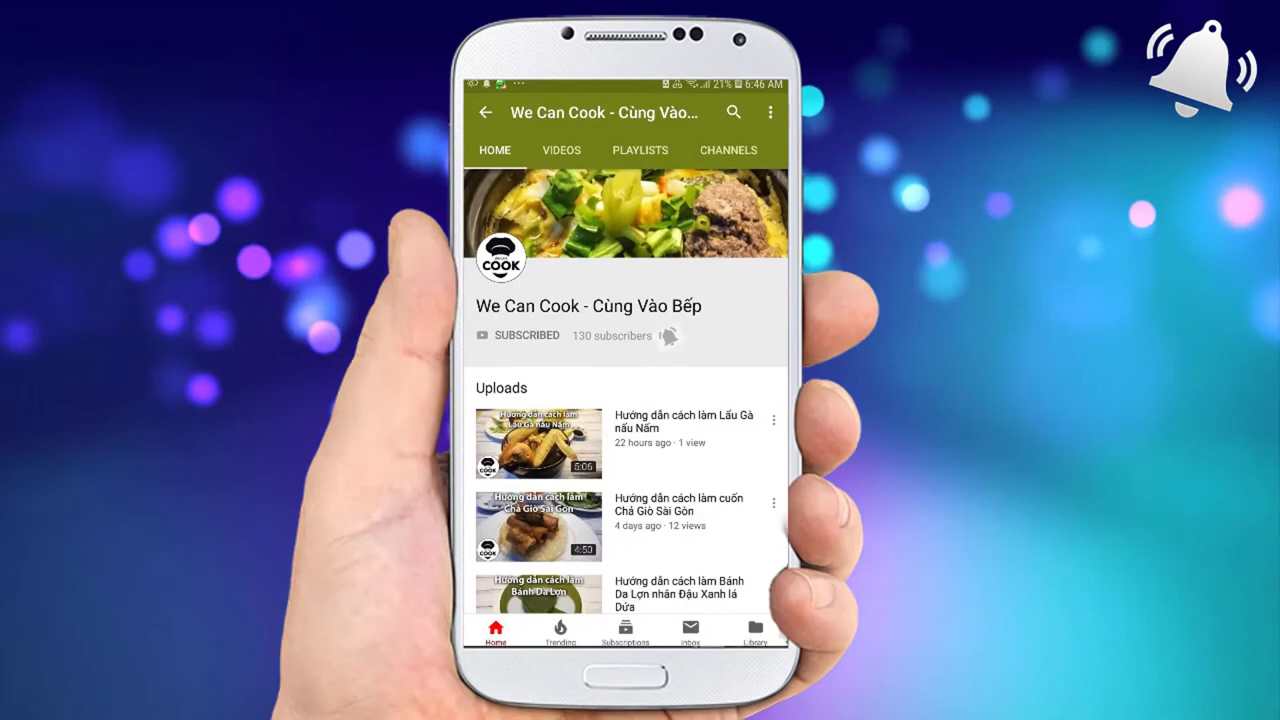 21% 6:46 AM
We Can Cook - Cùng Vào...
HOME VIDEOS PLAYLISTS CHANNELS
COOK
We Can Cook - Cùng Vào Bếp
SUBSCRIBED 130 subscribers
Uploads
Hướng dẫn cách làm
Lẩu Gà nấu Nấm
COOK
5:06
Hướng dẫn cách làm Lẩu Gà
nấu Nấm
22 hours ago · 1 view
Hướng dẫn cách làm
Chả Giò Sài Gòn
COOK
4:50
Hướng dẫn cách làm cuốn
Chả Giò Sài Gòn
4 days ago · 12 views
Hướng dẫn cách làm
Bánh Da Lợn
Hướng dẫn cách làm Bánh
Da Lợn nhân Đậu Xanh lá
Dứa
Home Trending Subscriptions Inbox Library